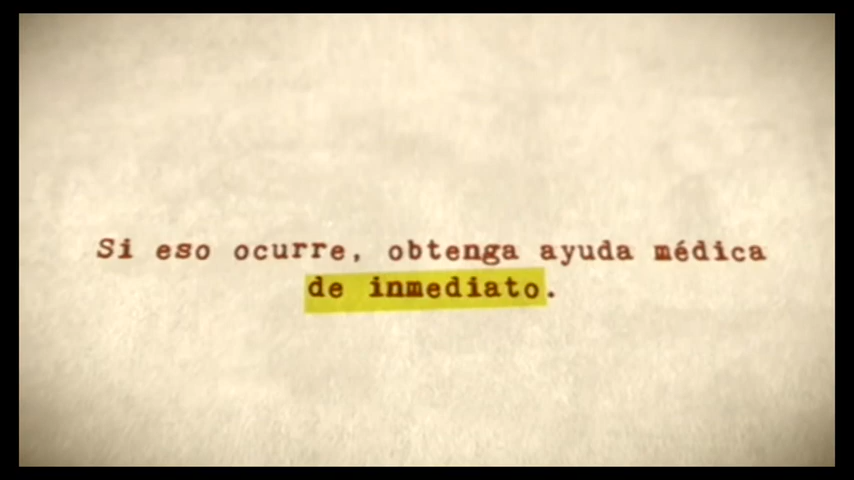 Si eso ocurre, obtenga ayuda médica
de inmediato.